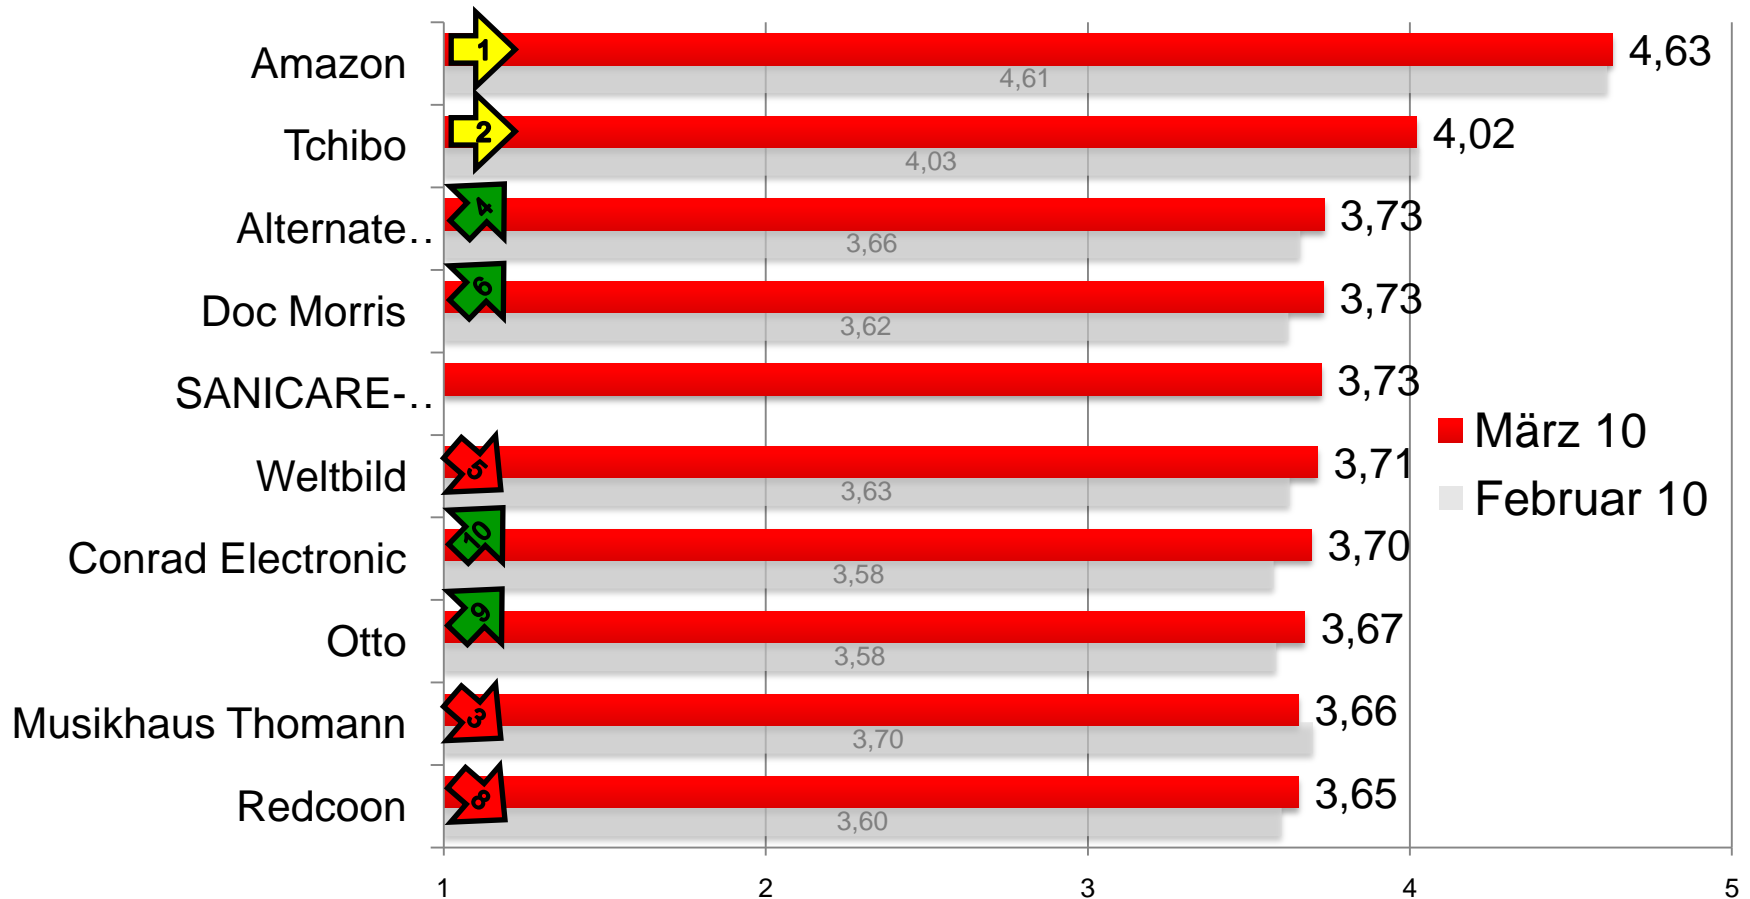 Amazon 1 4,63
4,61
Tchibo 2 4,02
4,03
Alternate.. 4 3,73
3,66
Doc Morris 6 3,73
3,62
SANICARE-.. 3,73
Weltbild 5 3,71
3,63
Conrad Electronic 10 3,70
3,58
Otto 9 3,67
3,58
Musikhaus Thomann 3 3,66
3,70
Redcoon 8 3,65
3,60
März 10
Februar 10
1 2 3 4 5